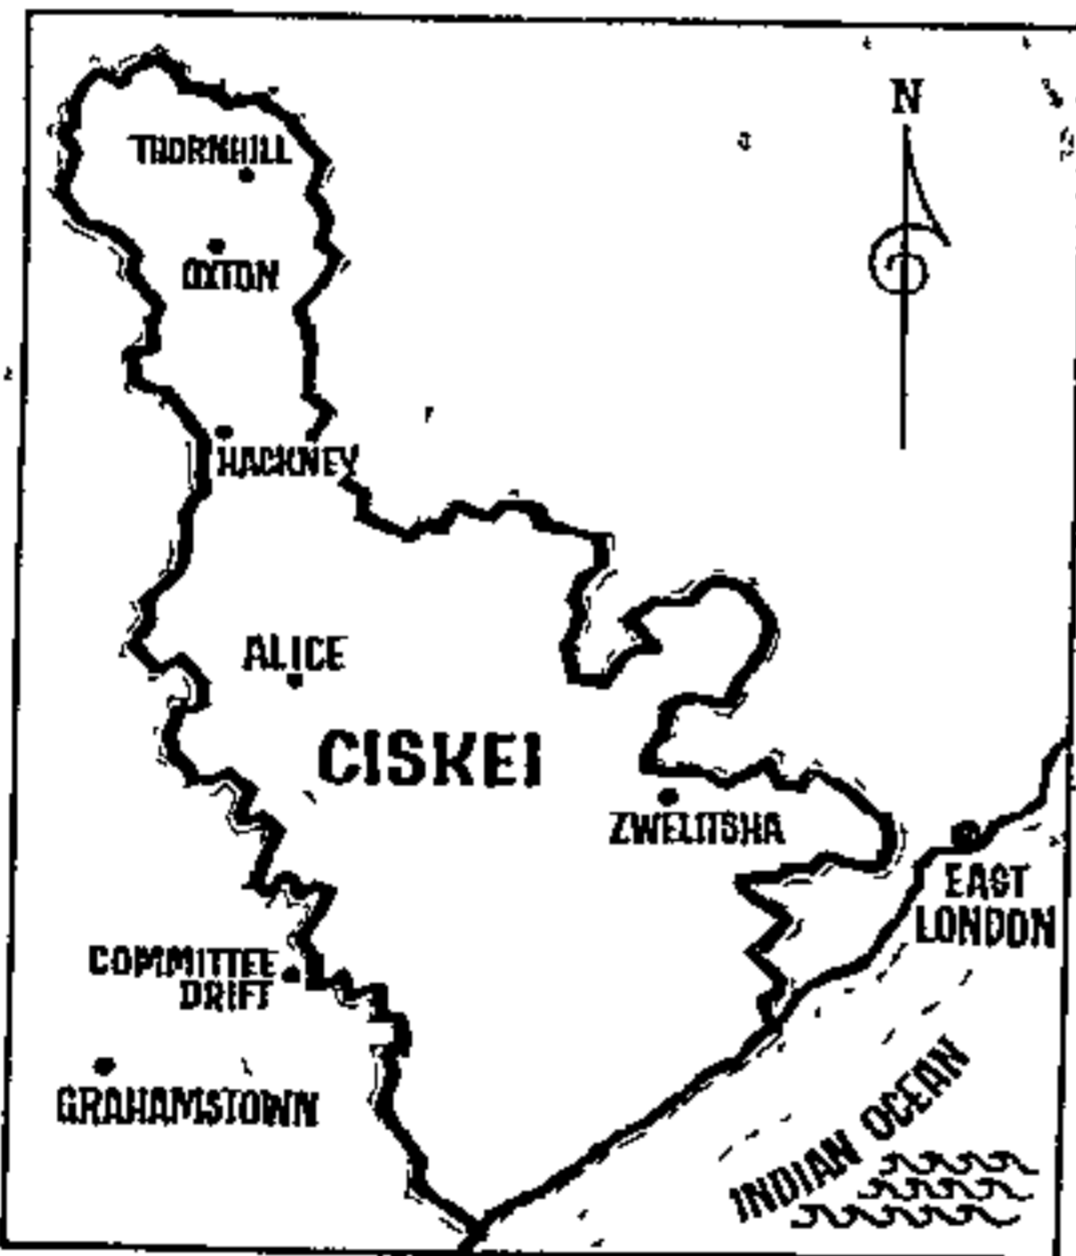 N
THORNHILL
OXTON
HACKNEY
ALICE
CISKEI
ZWELITSHA
EAST
LONDON
COMMITTEE
DRIFT
GRAHAMSTOWN
INDIAN OCEAN